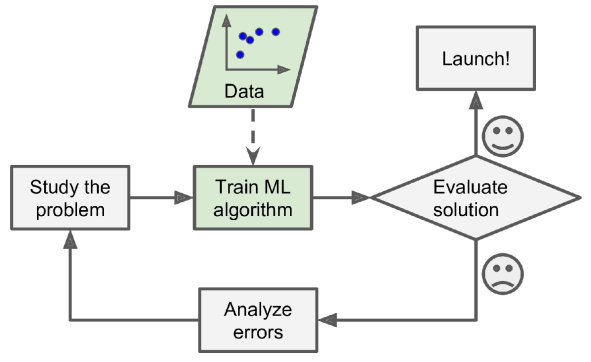 Launch!
Data
Study the
problem
Train ML
algorithm
Evaluate
solution
Analyze
errors